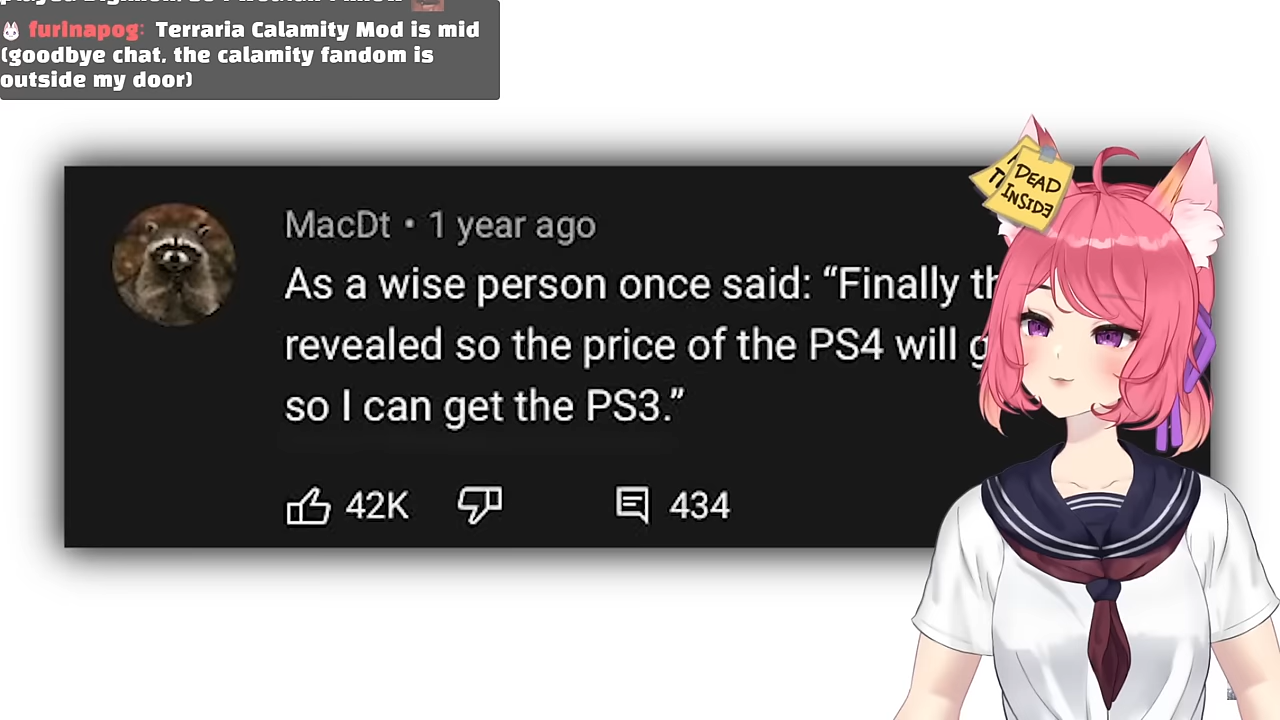 furinapog: Terraria Calamity Mod is mid
(goodbye chat, the calamity fandom is
outside my door)
DEAD
INSIDE
MacDt • 1 year ago
As a wise person once said: “Finally th
revealed so the price of the PS4 will g
so I can get the PS3.”
42K 434